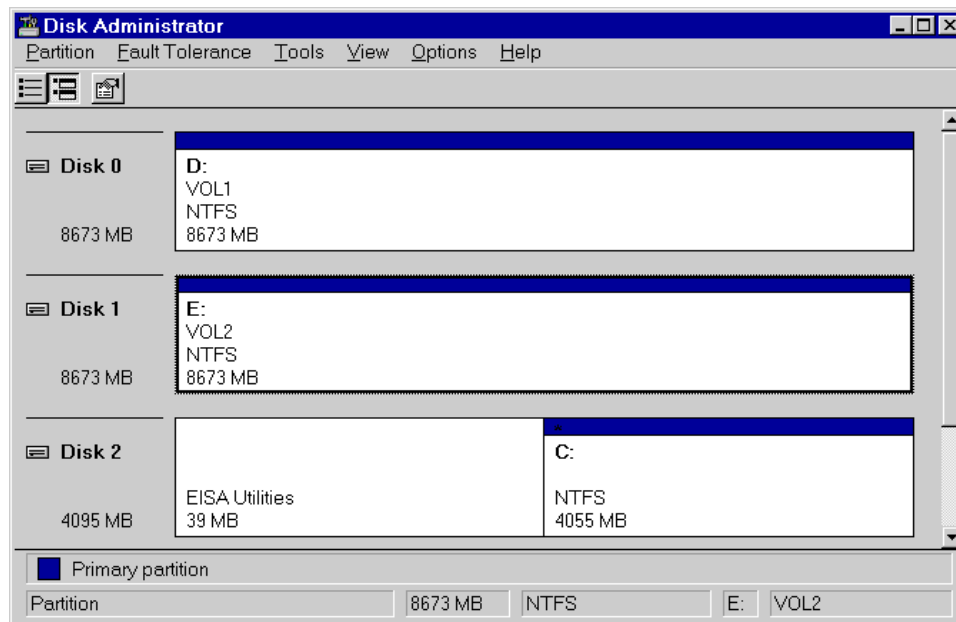 Disk Administrator
Partition Fault Tolerance Tools View Options Help
Disk 0
8673 MB
D:
VOL1
NTFS
8673 MB
Disk 1
8673 MB
E:
VOL2
NTFS
8673 MB
Disk 2
4095 MB
EISA Utilities
39 MB
C:
NTFS
4055 MB
Primary partition
Partition 8673 MB NTFS E: VOL2